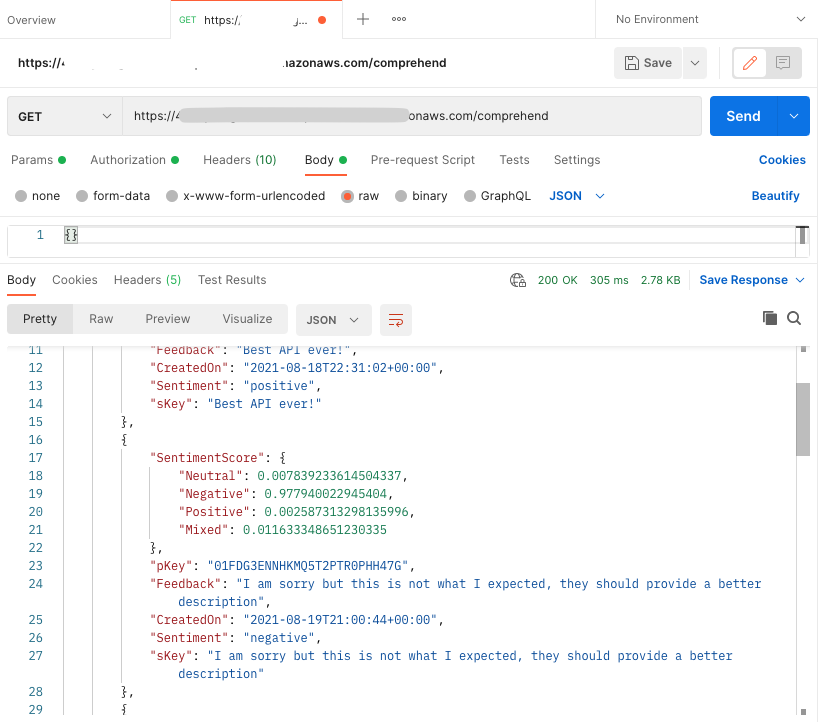 Overview GET https:/ j... + ooo No Environment
https:/ azonaws.com/comprehend Save
GET https://4 onaws.com/comprehend Send
Params Authorization Headers (10) Body Pre-request Script Tests Settings Cookies
none form-data x-www-form-urlencoded raw binary GraphQL JSON Beautify
1 {}
Body Cookies Headers (5) Test Results 200 OK 305 ms 2.78 KB Save Response
Pretty Raw Preview Visualize JSON
11 "Feedback": "Best API ever!",
12 "CreatedOn": "2021-08-18T22:31:02+00:00",
13 "Sentiment": "positive",
14 "sKey": "Best API ever!"
15 },
16 {
17 "SentimentScore": {
18 "Neutral": 0.007839233614504337,
19 "Negative": 0.977940022945404,
20 "Positive": 0.002587313298135996,
21 "Mixed": 0.011633348651230335
22 },
23 "pKey": "01FDG3ENNHKMQ5T2PTR0PHH47G",
24 "Feedback": "I am sorry but this is not what I expected, they should provide a better
description",
25 "CreatedOn": "2021-08-19T21:00:44+00:00",
26 "Sentiment": "negative",
27 "sKey": "I am sorry but this is not what I expected, they should provide a better
description"
28 },
29 {